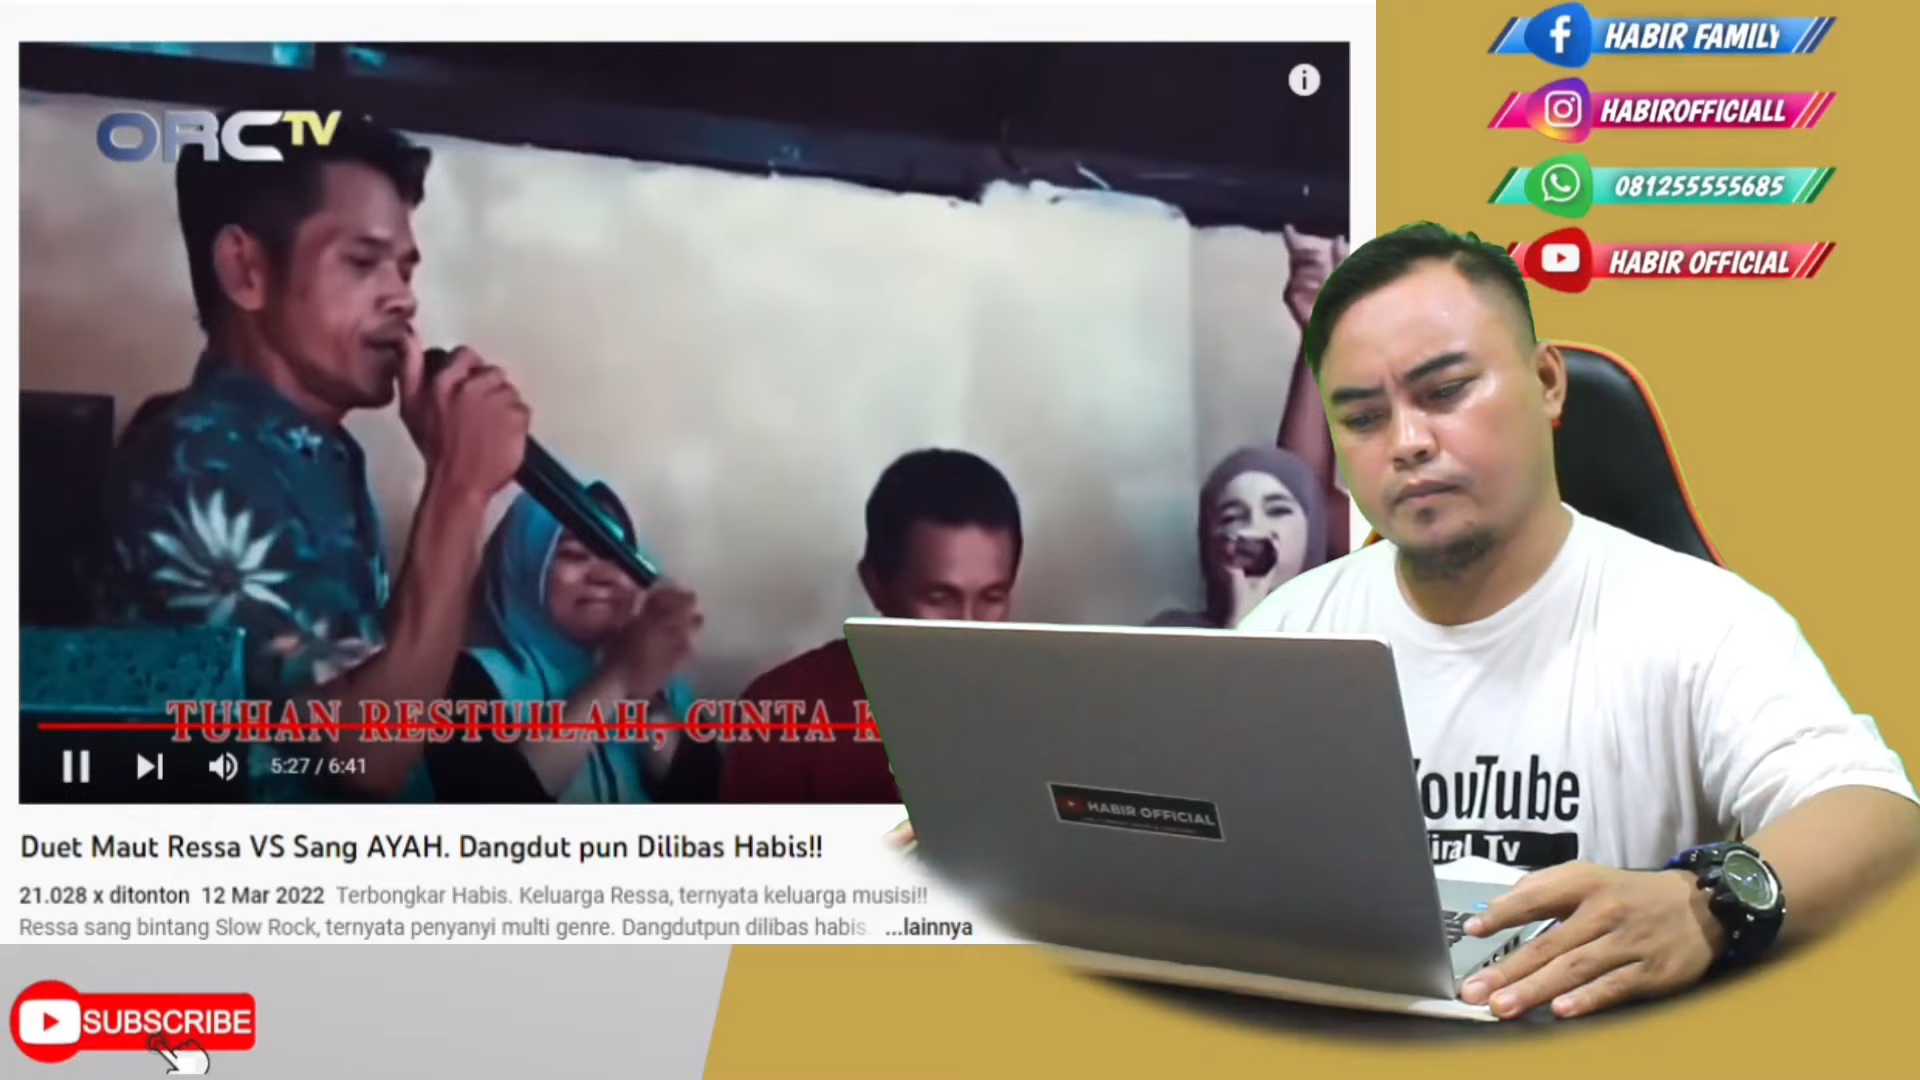 ORCTV
i
TUHAN RESTUILAH, CINTA K
5:27 / 6:41
Duet Maut Ressa VS Sang AYAH. Dangdut pun Dilibas Habis!!
21.028 x ditonton 12 Mar 2022 Terbongkar Habis. Keluarga Ressa, ternyata keluarga musisi!!
Ressa sang bintang Slow Rock, ternyata penyanyi multi genre. Dangdutpun dilibas habis. ...lainnya
SUBSCRIBE
f HABIR FAMILY
HABIROFFICIALL
081255555685
HABIR OFFICIAL
HABIR OFFICIAL
YouTube
iral Tv